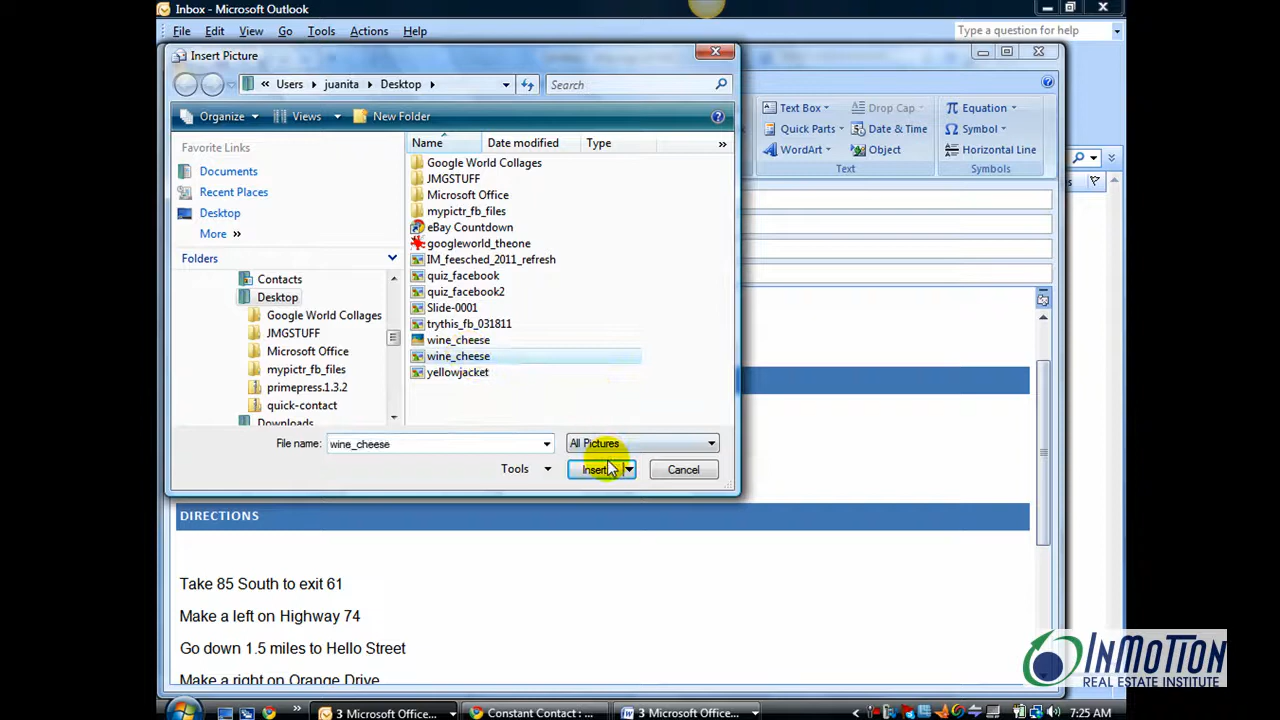 Inbox - Microsoft Outlook
File Edit View Insert Go Tools Actions Help
Type a question for help
Insert Picture
Users juanita Desktop
Search
Organize Views New Folder
Text Box Drop Cap Equation
Quick Parts Date & Time Symbol
WordArt Object Horizontal Line
Text Symbols
Favorite Links
Documents
Recent Places
Desktop
More »
Folders
Contacts
Desktop
Google World Collages
JMGSTUFF
Microsoft Office
mypictr_fb_files
primepress.1.3.2
quick-contact
Downloads
Name Date modified Type »
Google World Collages
JMGSTUFF
Microsoft Office
mypictr_fb_files
eBay Countdown
googleworld_theone
IM_feesched_2011_refresh
quiz_facebook
quiz_facebook2
Slide-0001
trythis_fb_031811
wine_cheese
wine_cheese
yellowjacket
File name: wine_cheese All Pictures
Tools Insert Cancel
DIRECTIONS
Take 85 South to exit 61
Make a left on Highway 74
Go down 1.5 miles to Hello Street
Make a right on Orange Drive
INMOTION
REAL ESTATE INSTITUTE
3 Microsoft Office... Constant Contact : ... 3 Microsoft Office... 7:25 AM